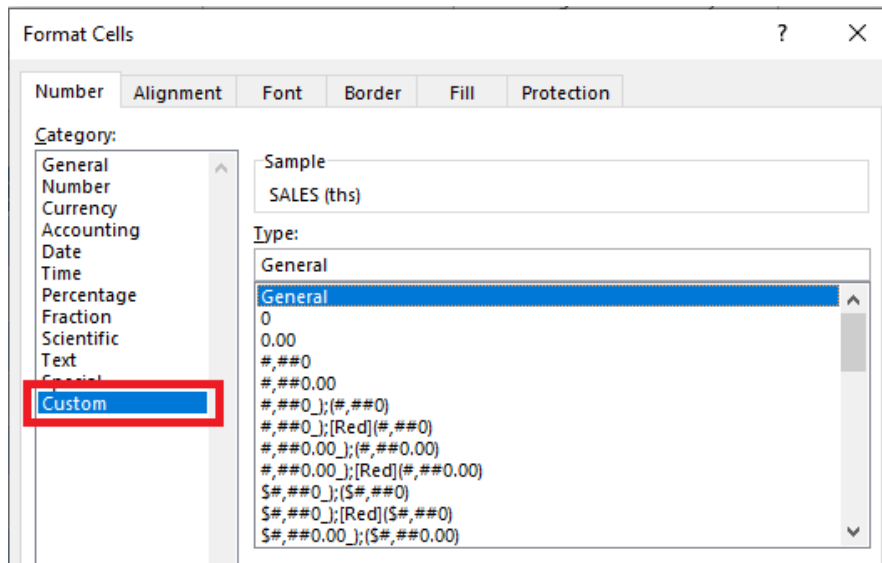 Format Cells
?
Number Alignment Font Border Fill Protection
Category:
General
Number
Currency
Accounting
Date
Time
Percentage
Fraction
Scientific
Text
Special
Custom
Sample
SALES (ths)
Type:
General
General
0
0.00
#,##0
#,##0.00
#,##0_);(#,##0)
#,##0_);[Red](#,##0)
#,##0.00_);(#,##0.00)
#,##0.00_);[Red](#,##0.00)
$#,##0_);($#,##0)
$#,##0_);[Red]($#,##0)
$#,##0.00_);($#,##0.00)